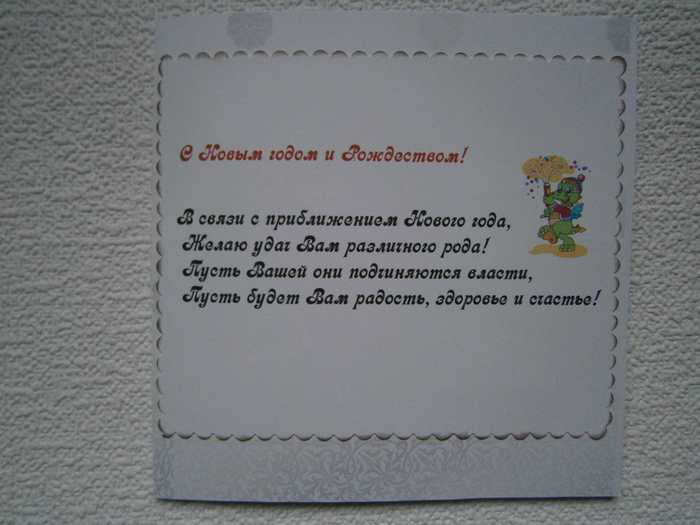 С Новым годом и Рождеством!
В связи с приближением Нового года,
Желаю удач Вам различного рода!
Пусть Вашей они подчиняются власти,
Пусть будет Вам радость, здоровье и счастье!